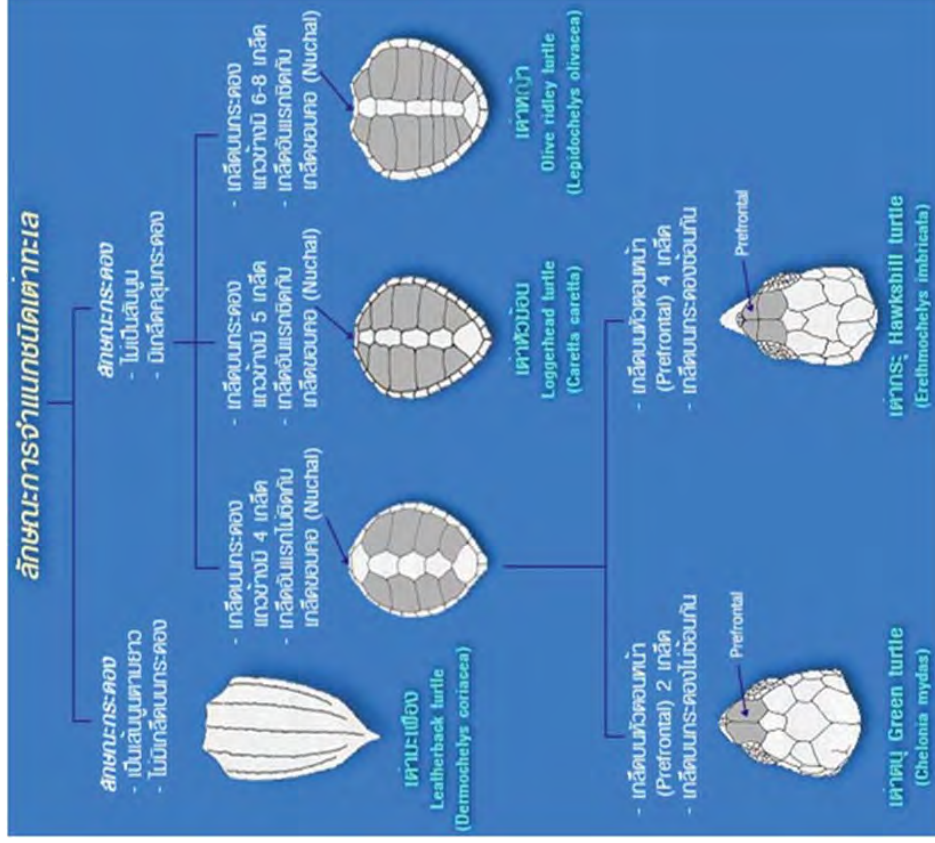 ลักษณะการจำแนกชนิดเต่าทะเล
ลักษณะกระดอง
- เป็นเส้นนูนตามยาว
- ไม่มีเกล็ดบนกระดอง
เต่ามะเฟือง
Leatherback turtle
(Dermochelys coriacea)
ลักษณะกระดอง
- ไม่เป็นสันนูน
- มีเกล็ดคลุมกระดอง
- เกล็ดบนกระดอง
แถวข้างมี 4 เกล็ด
- เกล็ดอันแรกไม่ชิดกับ
เกล็ดขอบคอ (Nuchal)
- เกล็ดบนกระดอง
แถวข้างมี 5 เกล็ด
- เกล็ดอันแรกชิดกับ
เกล็ดขอบคอ (Nuchal)
เต่าหัวฆ้อน
Loggerhead turtle
(Caretta caretta)
- เกล็ดบนกระดอง
แถวข้างมี 6-8 เกล็ด
- เกล็ดอันแรกชิดกับ
เกล็ดขอบคอ (Nuchal)
เต่าหญ้า
Olive ridley turtle
(Lepidochelys olivacea)
- เกล็ดบนหัวตอนหน้า
(Prefrontal) 2 เกล็ด
- เกล็ดบนกระดองไม่ซ้อนกัน
Prefrontal
เต่าตนุ Green turtle
(Chelonia mydas)
- เกล็ดบนหัวตอนหน้า
(Prefrontal) 4 เกล็ด
- เกล็ดบนกระดองซ้อนกัน
Prefrontal
เต่ากระ Hawksbill turtle
(Erethmochelys imbricata)